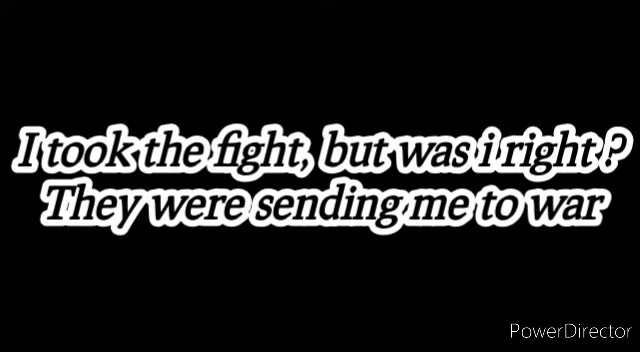 I took the fight, but was i right ?
They were sending me to war
PowerDirector